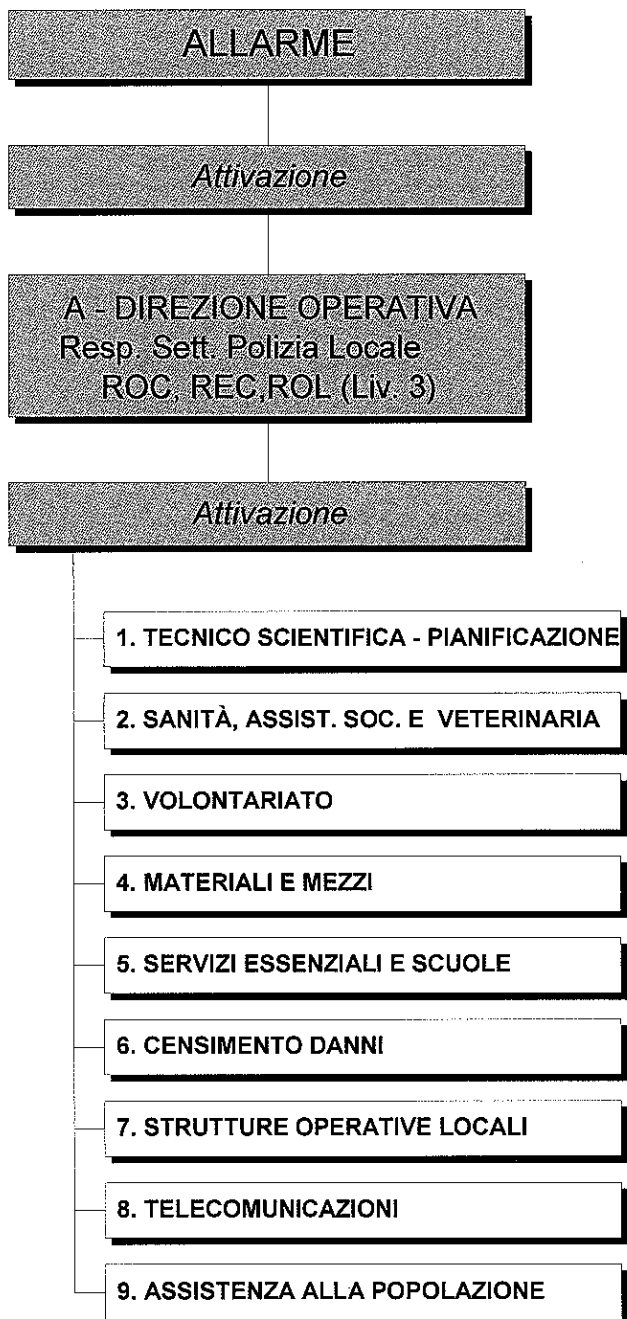 ALLARME
Attivazione
A - DIREZIONE OPERATIVA
Resp. Sett. Polizia Locale
ROC, REC,ROL (Liv. 3)
Attivazione
1. TECNICO SCIENTIFICA - PIANIFICAZIONE
2. SANITÀ, ASSIST. SOC. E VETERINARIA
3. VOLONTARIATO
4. MATERIALI E MEZZI
5. SERVIZI ESSENZIALI E SCUOLE
6. CENSIMENTO DANNI
7. STRUTTURE OPERATIVE LOCALI
8. TELECOMUNICAZIONI
9. ASSISTENZA ALLA POPOLAZIONE